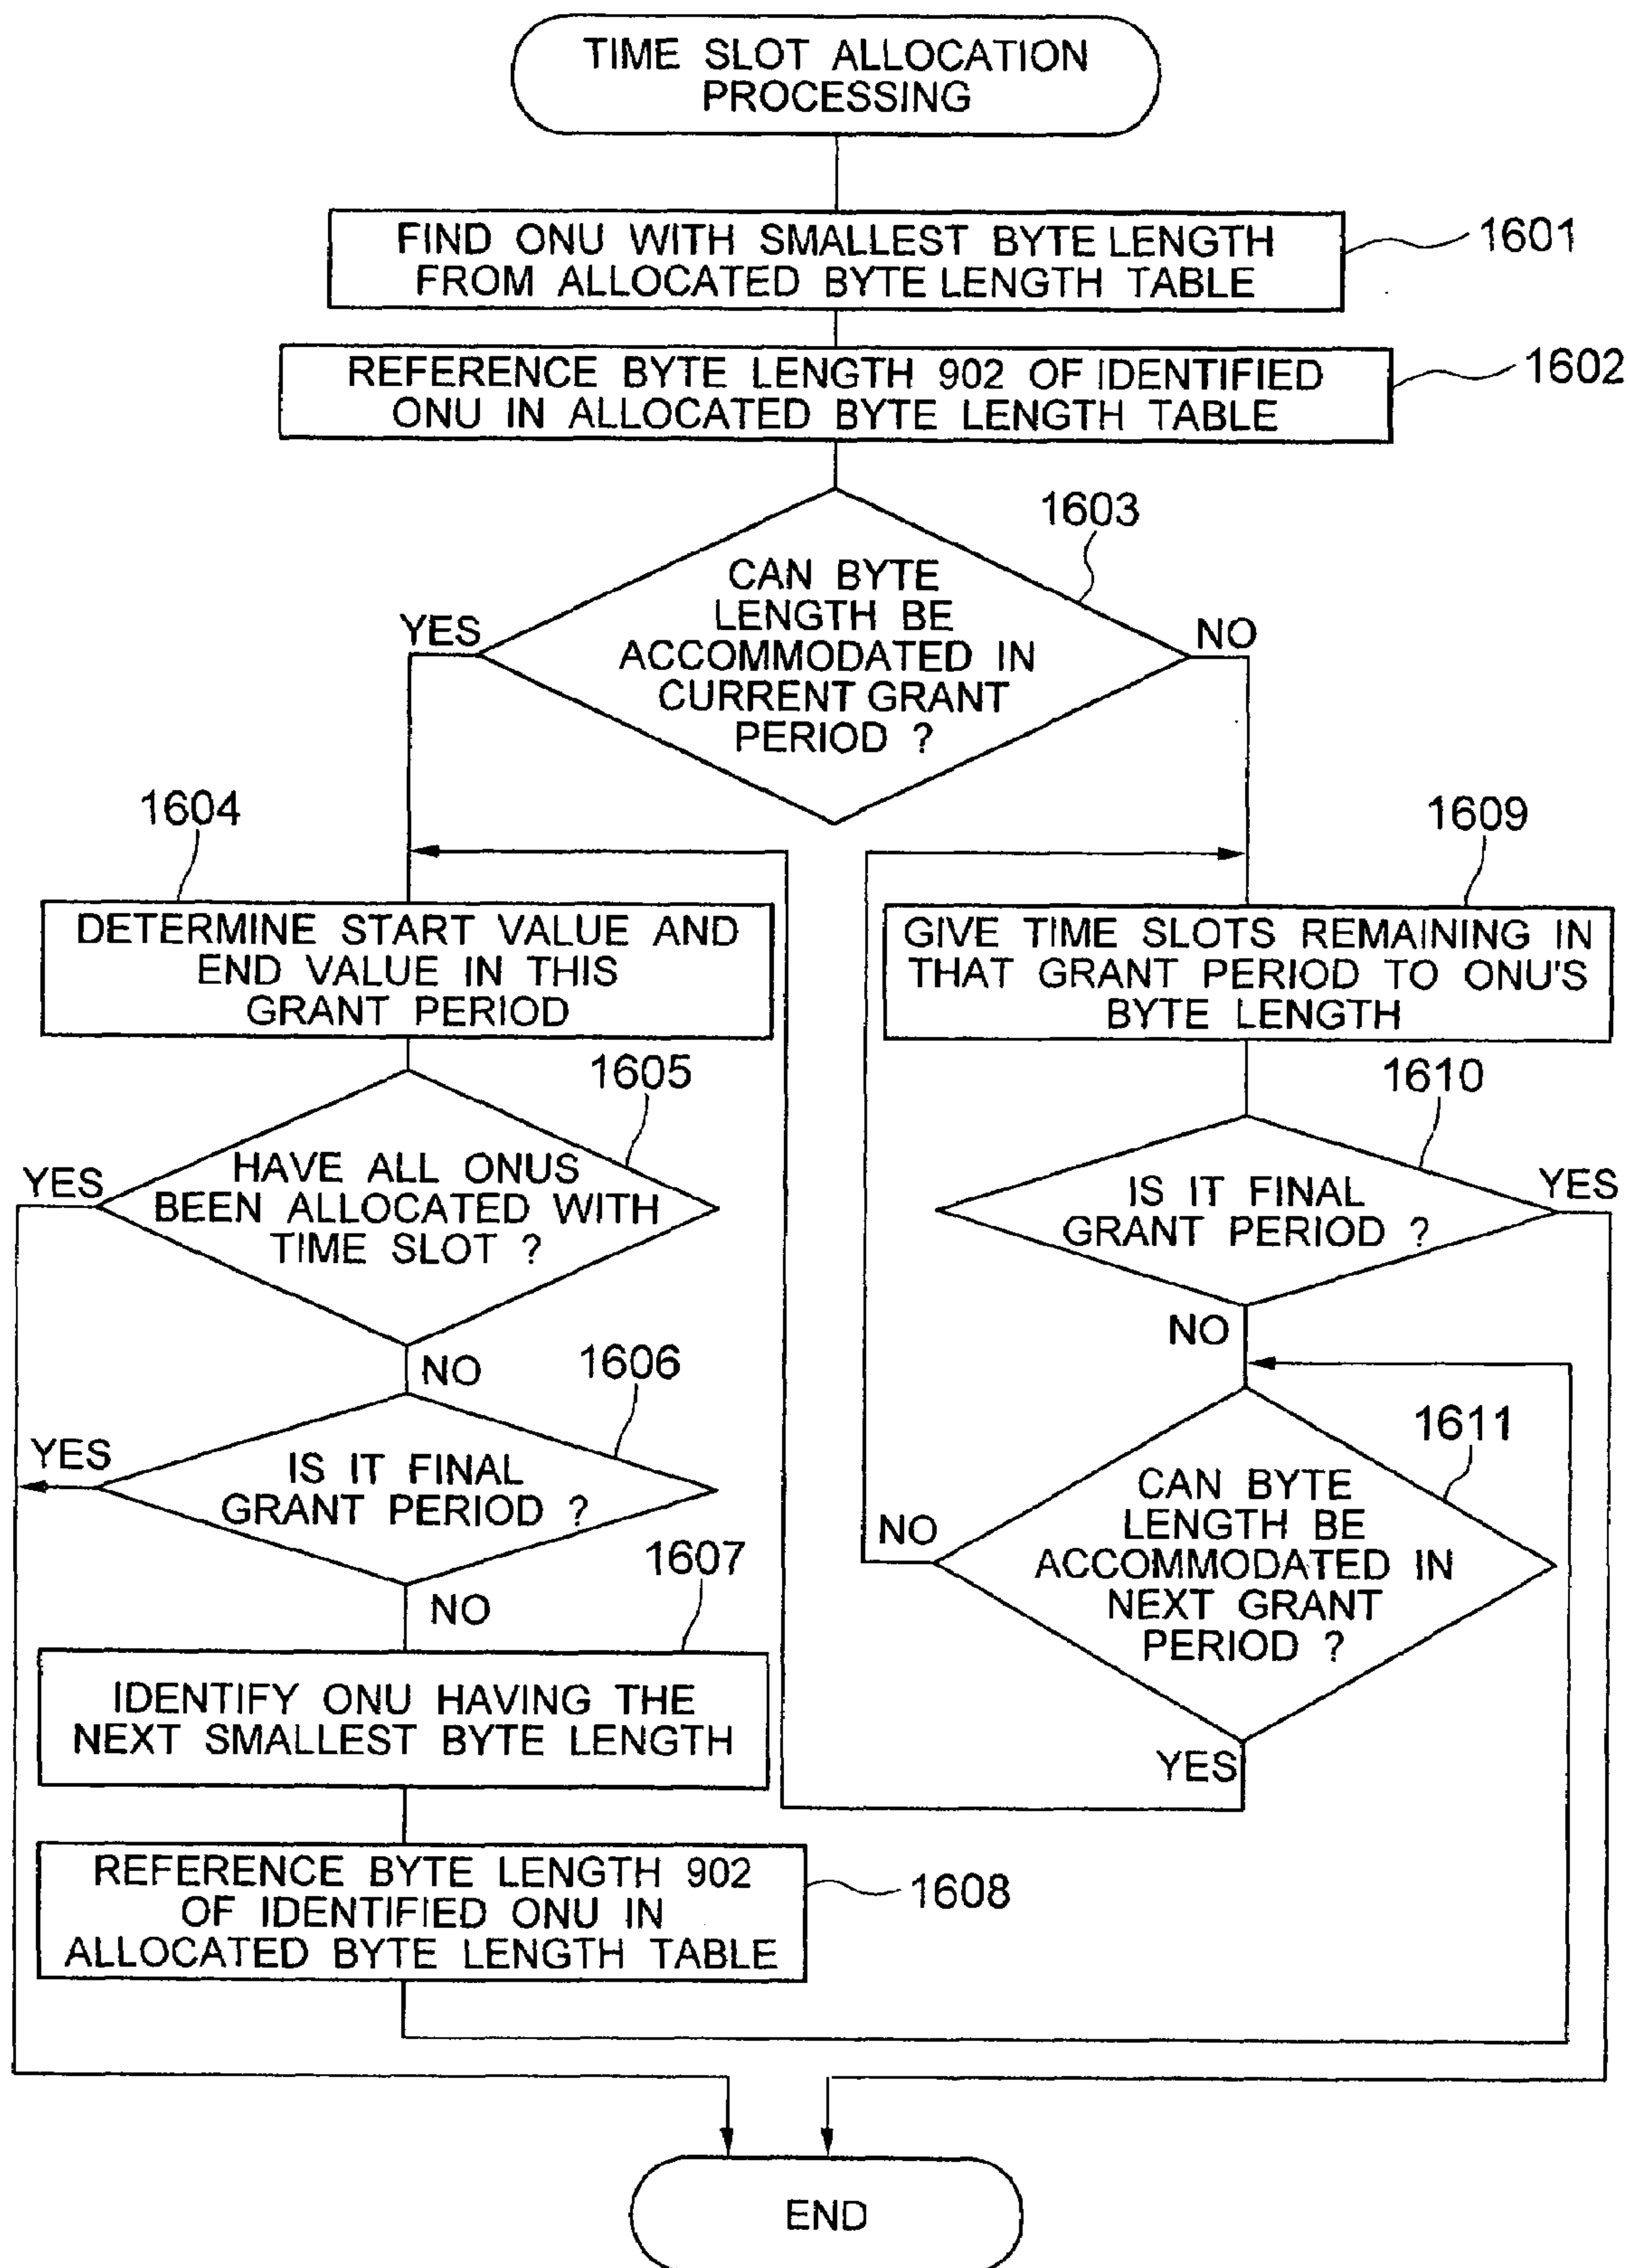 TIME SLOT ALLOCATION
PROCESSING
FIND ONU WITH SMALLEST BYTE LENGTH
FROM ALLOCATED BYTE LENGTH TABLE
1601
REFERENCE BYTE LENGTH 902 OF IDENTIFIED
ONU IN ALLOCATED BYTE LENGTH TABLE
1602
1603
CAN BYTE
LENGTH BE
ACCOMMODATED IN
CURRENT GRANT
PERIOD ?
YES
NO
1604
DETERMINE START VALUE AND
END VALUE IN THIS
GRANT PERIOD
1609
GIVE TIME SLOTS REMAINING IN
THAT GRANT PERIOD TO ONU'S
BYTE LENGTH
1605
HAVE ALL ONUS
BEEN ALLOCATED WITH
TIME SLOT ?
YES
NO
1610
IS IT FINAL
GRANT PERIOD ?
YES
NO
1606
IS IT FINAL
GRANT PERIOD ?
YES
NO
1611
CAN BYTE
LENGTH BE
ACCOMMODATED IN
NEXT GRANT
PERIOD ?
NO
YES
1607
IDENTIFY ONU HAVING THE
NEXT SMALLEST BYTE LENGTH
REFERENCE BYTE LENGTH 902
OF IDENTIFIED ONU IN
ALLOCATED BYTE LENGTH TABLE
1608
END